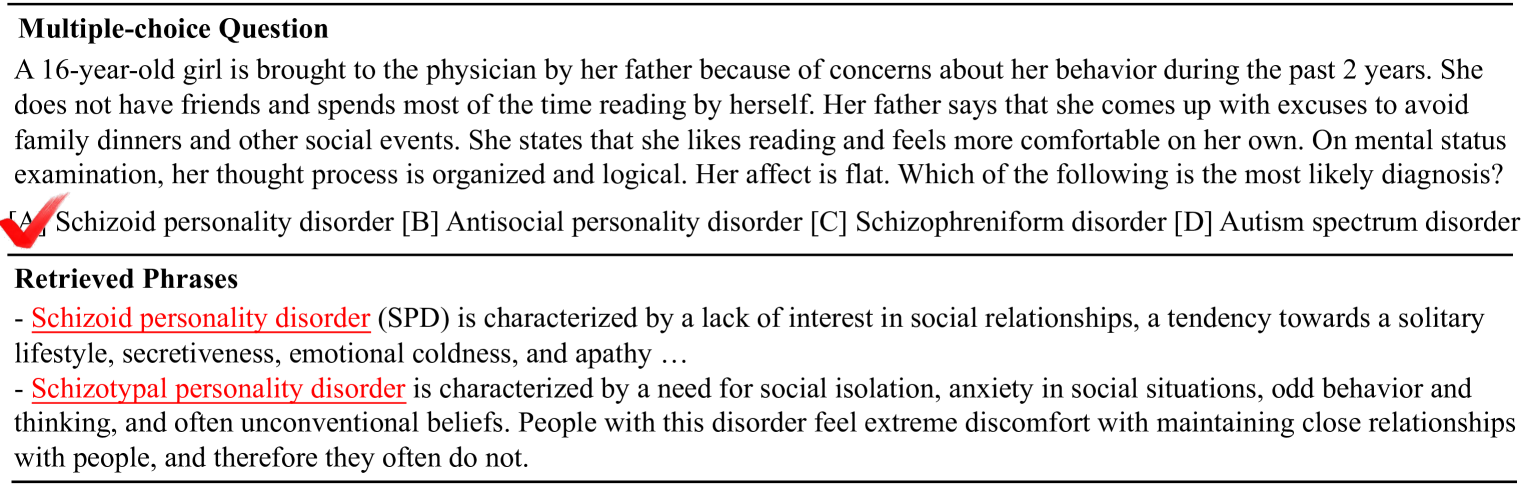 Multiple-choice Question
A 16-year-old girl is brought to the physician by her father because of concerns about her behavior during the past 2 years. She
does not have friends and spends most of the time reading by herself. Her father says that she comes up with excuses to avoid
family dinners and other social events. She states that she likes reading and feels more comfortable on her own. On mental status
examination, her thought process is organized and logical. Her affect is flat. Which of the following is the most likely diagnosis?
[A] Schizoid personality disorder [B] Antisocial personality disorder [C] Schizophreniform disorder [D] Autism spectrum disorder
Retrieved Phrases
- Schizoid personality disorder (SPD) is characterized by a lack of interest in social relationships, a tendency towards a solitary
lifestyle, secretiveness, emotional coldness, and apathy …
- Schizotypal personality disorder is characterized by a need for social isolation, anxiety in social situations, odd behavior and
thinking, and often unconventional beliefs. People with this disorder feel extreme discomfort with maintaining close relationships
with people, and therefore they often do not.